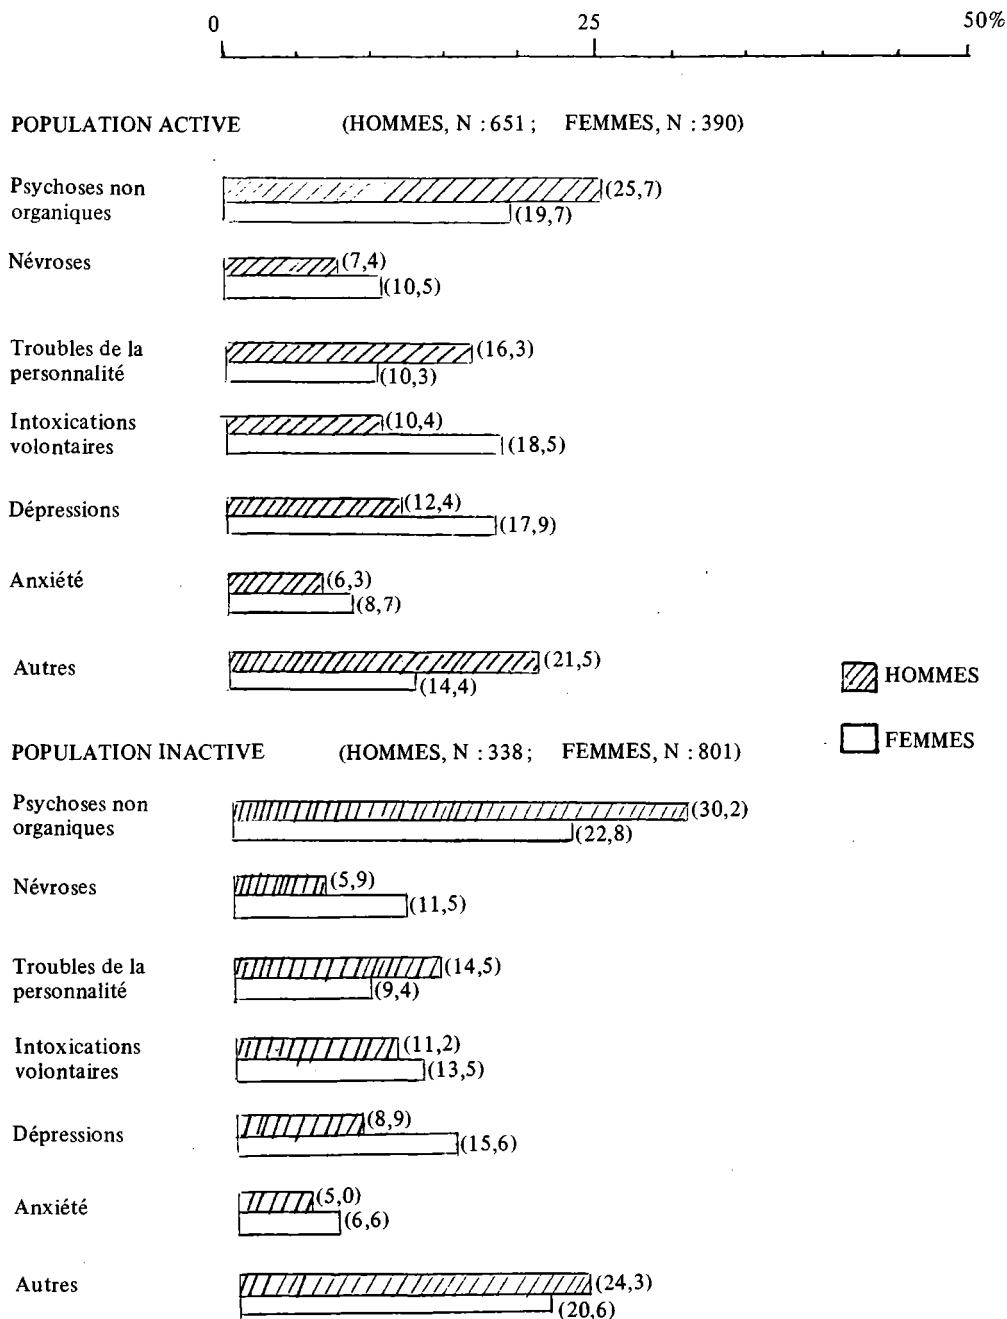 0 25 50%
POPULATION ACTIVE (HOMMES, N : 651 ; FEMMES, N : 390)
Psychoses non
organiques
(25,7)
(19,7)
Névroses
(7,4)
(10,5)
Troubles de la
personnalité
(16,3)
(10,3)
Intoxications
volontaires
(10,4)
(18,5)
Dépressions
(12,4)
(17,9)
Anxiété
(6,3)
(8,7)
Autres
(21,5)
(14,4)
HOMMES
FEMMES
POPULATION INACTIVE (HOMMES, N : 338 ; FEMMES, N : 801)
Psychoses non
organiques
(30,2)
(22,8)
Névroses
(5,9)
(11,5)
Troubles de la
personnalité
(14,5)
(9,4)
Intoxications
volontaires
(11,2)
(13,5)
Dépressions
(8,9)
(15,6)
Anxiété
(5,0)
(6,6)
Autres
(24,3)
(20,6)